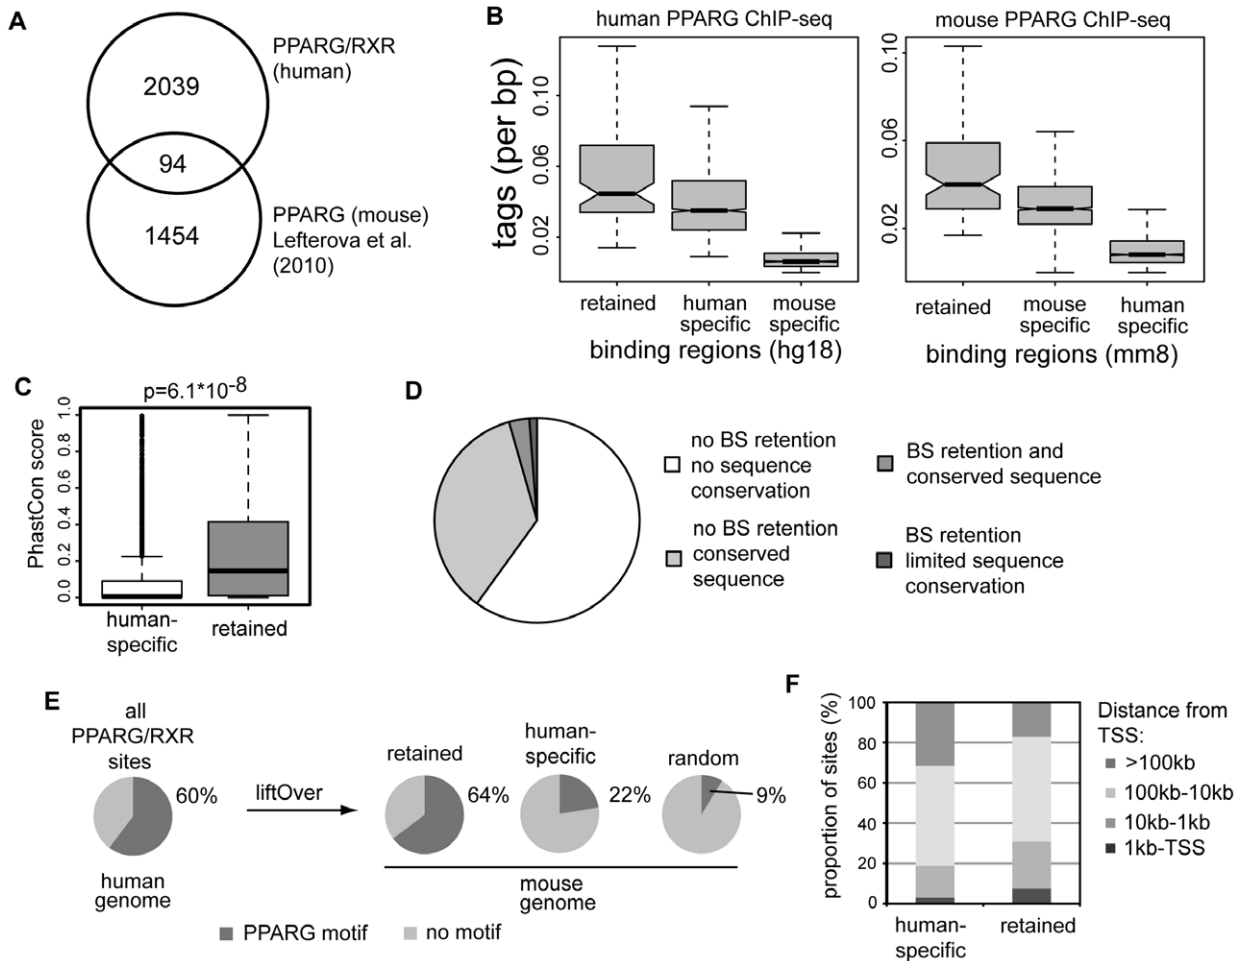 A
PPARG/RXR
(human)
2039
94
1454
PPARG (mouse)
Lefterova et al.
(2010)
B
human PPARG ChIP-seq
mouse PPARG ChIP-seq
tags (per bp)
0.10
0.06
0.02
retained
human
specific
mouse
specific
binding regions (hg18)
0.10
0.06
0.02
retained
mouse
specific
human
specific
binding regions (mm8)
C
p=6.1*10-8
PhastCon score
1.0
0.8
0.6
0.4
0.2
0.0
human-
specific
retained
D
no BS retention
no sequence
conservation
no BS retention
conserved
sequence
BS retention and
conserved sequence
BS retention
limited sequence
conservation
E
all
PPARG/RXR
sites
60%
human
genome
liftOver
retained
64%
human-
specific
22%
random
9%
mouse
genome
PPARG motif
no motif
F
proportion of sites (%)
100
80
60
40
20
0
human-
specific
retained
Distance from
TSS:
>100kb
100kb-10kb
10kb-1kb
1kb-TSS